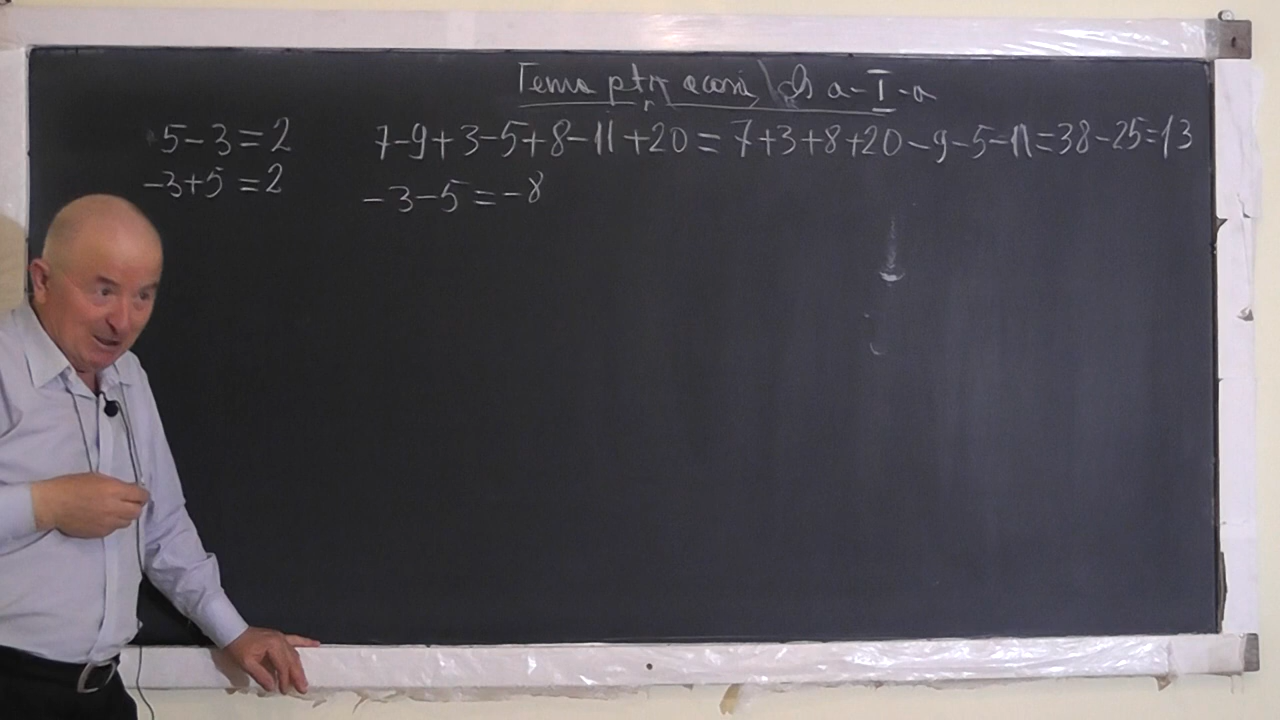 Tema ptr acasă, cls a-I-a
5-3=2
7-9+3-5+8-11+20=7+3+8+20-9-5-11=38-25=13
-3+5=2
-3-5=-8